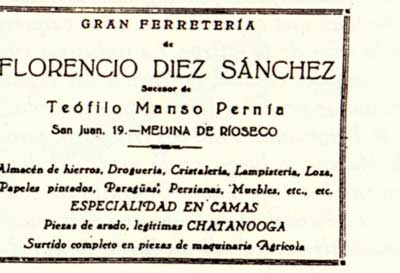 GRAN FERRETERÍA
de
FLORENCIO DIEZ SÁNCHEZ
Sucesor de
Teófilo Manso Pernía
San Juan, 19.—MEDINA DE RÍOSECO
Almacén de hierros, Droguería, Cristalería, Lampistería, Loza,
Papeles pintados, Paragüas, Persianas, Muebles, etc., etc.
ESPECIALIDAD EN CAMAS
Piezas de arado, legítimas CHATANOOGA
Surtido completo en piezas de maquinaria Agrícola